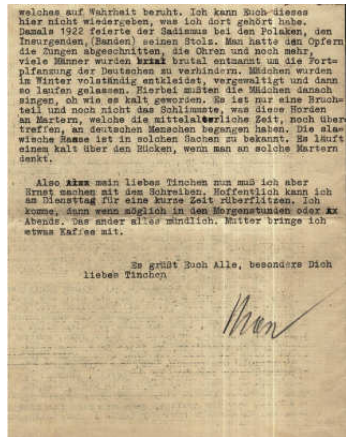 welches auf Wahrheit beruht. Ich kann Euch dieses
hier nicht wiedergeben, was ich dort gehört habe.
Damals 1922 feierte der Sadismus bei den Polaken, den
Insurgenden,(Banden) seinen Stolz. Man hatte den Opfern
die Zungen abgeschnitten, die Ohren und noch mehr,
viele Männer wurden brutal entmannt um die Fort-
pflanzung der Deutschen zu verhindern. Mädchen wurden
im Winter vollständig entkleidet, vergewaltigt und dann
so laufen gelassen. Hierbei mußten die Mädchen danach
singen, oh wie es kalt geworden. Es ist nur eine Bruch-
teil und noch nicht das Schlimmste, was diese Horden
an Martern, welche die mittelalterliche Zeit, noch über
treffen, an deutschen Menschen begangen haben. Die sla-
wische Rasse ist in solchen Sachen zu bekannt. Es läuft
einem kalt über den Rücken, wenn man an solche Martern
denkt.
Also mein liebes Tinchen nun muß ich aber
Ernst machen mit dem Schreiben. Hoffentlich kann ich
am Diensttag für eine kurse Zeit rüberflitzen. Ich
komme, dann wenn möglich in den Morgenstunden oder
Abends. Das ander alles mündlich. Mutter bringe ich
etwas Kaffee mit.
Es grüßt Euch Alle, besonders Dich
liebes Tinchen